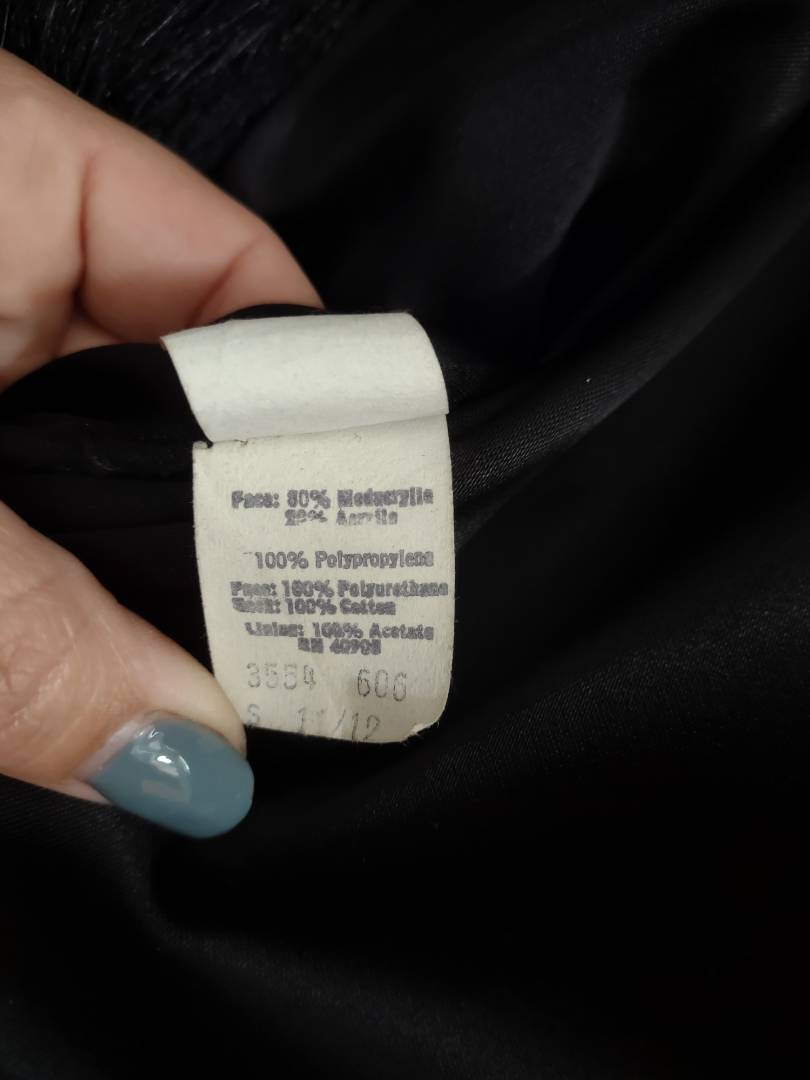 Face: 80% Modacrylic
20% Acrylic
100% Polypropylene
Face: 100% Polyurethane
Back: 100% Cotton
Lining: 100% Acetate
RN
3554 606
S 11/12